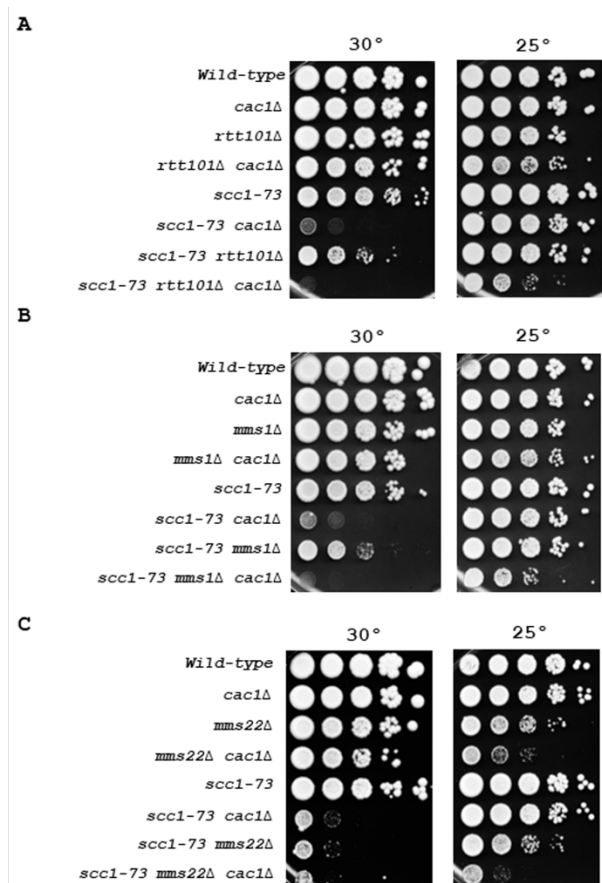 A
30° 25°
Wild-type
cac1Δ
rtt101Δ
rtt101Δ cac1Δ
scc1-73
scc1-73 cac1Δ
scc1-73 rtt101Δ
scc1-73 rtt101Δ cac1Δ
B
30° 25°
Wild-type
cac1Δ
mms1Δ
mms1Δ cac1Δ
scc1-73
scc1-73 cac1Δ
scc1-73 mms1Δ
scc1-73 mms1Δ cac1Δ
C
30° 25°
Wild-type
cac1Δ
mms22Δ
mms22Δ cac1Δ
scc1-73
scc1-73 cac1Δ
scc1-73 mms22Δ
scc1-73 mms22Δ cac1Δ